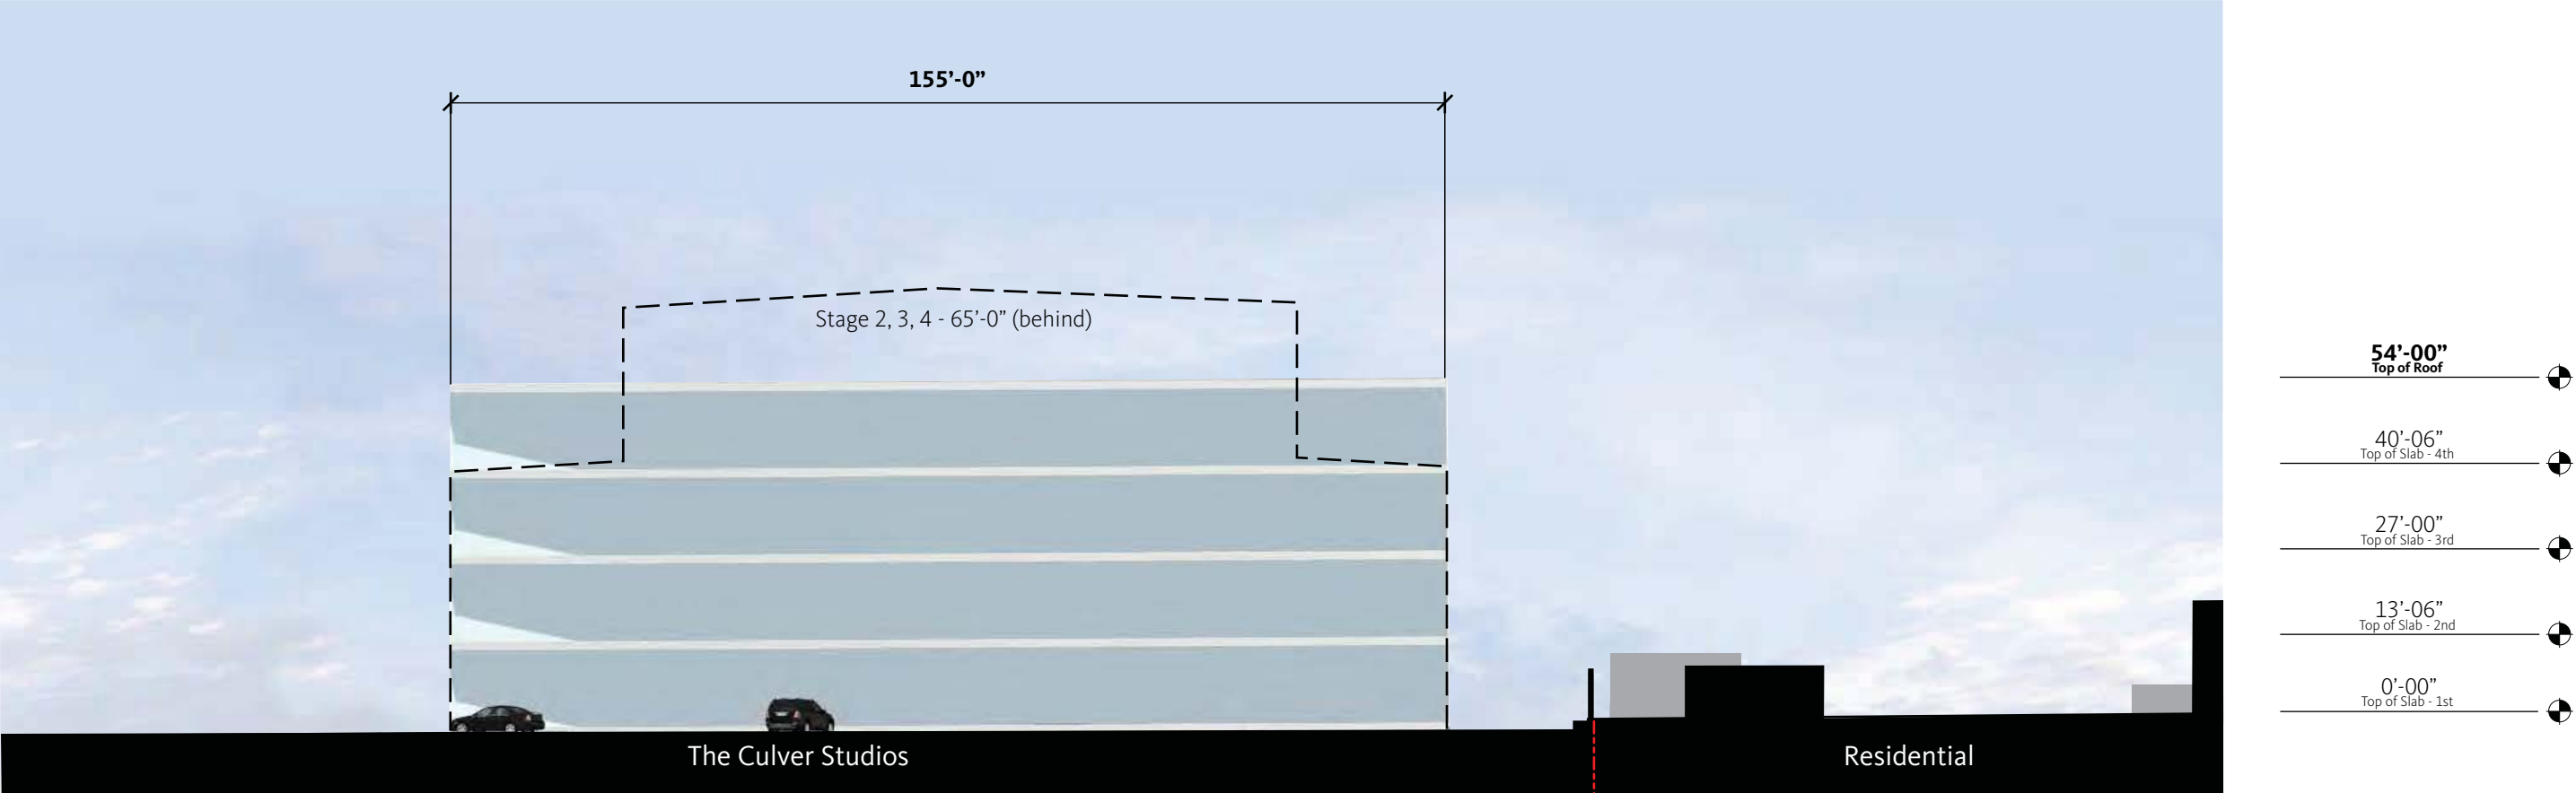 155’-0”
Stage 2, 3, 4 - 65’-0” (behind)
54’-00”
Top of Roof
40’-06”
Top of Slab - 4th
27’-00”
Top of Slab - 3rd
13’-06”
Top of Slab - 2nd
0’-00”
Top of Slab - 1st
The Culver Studios
Residential